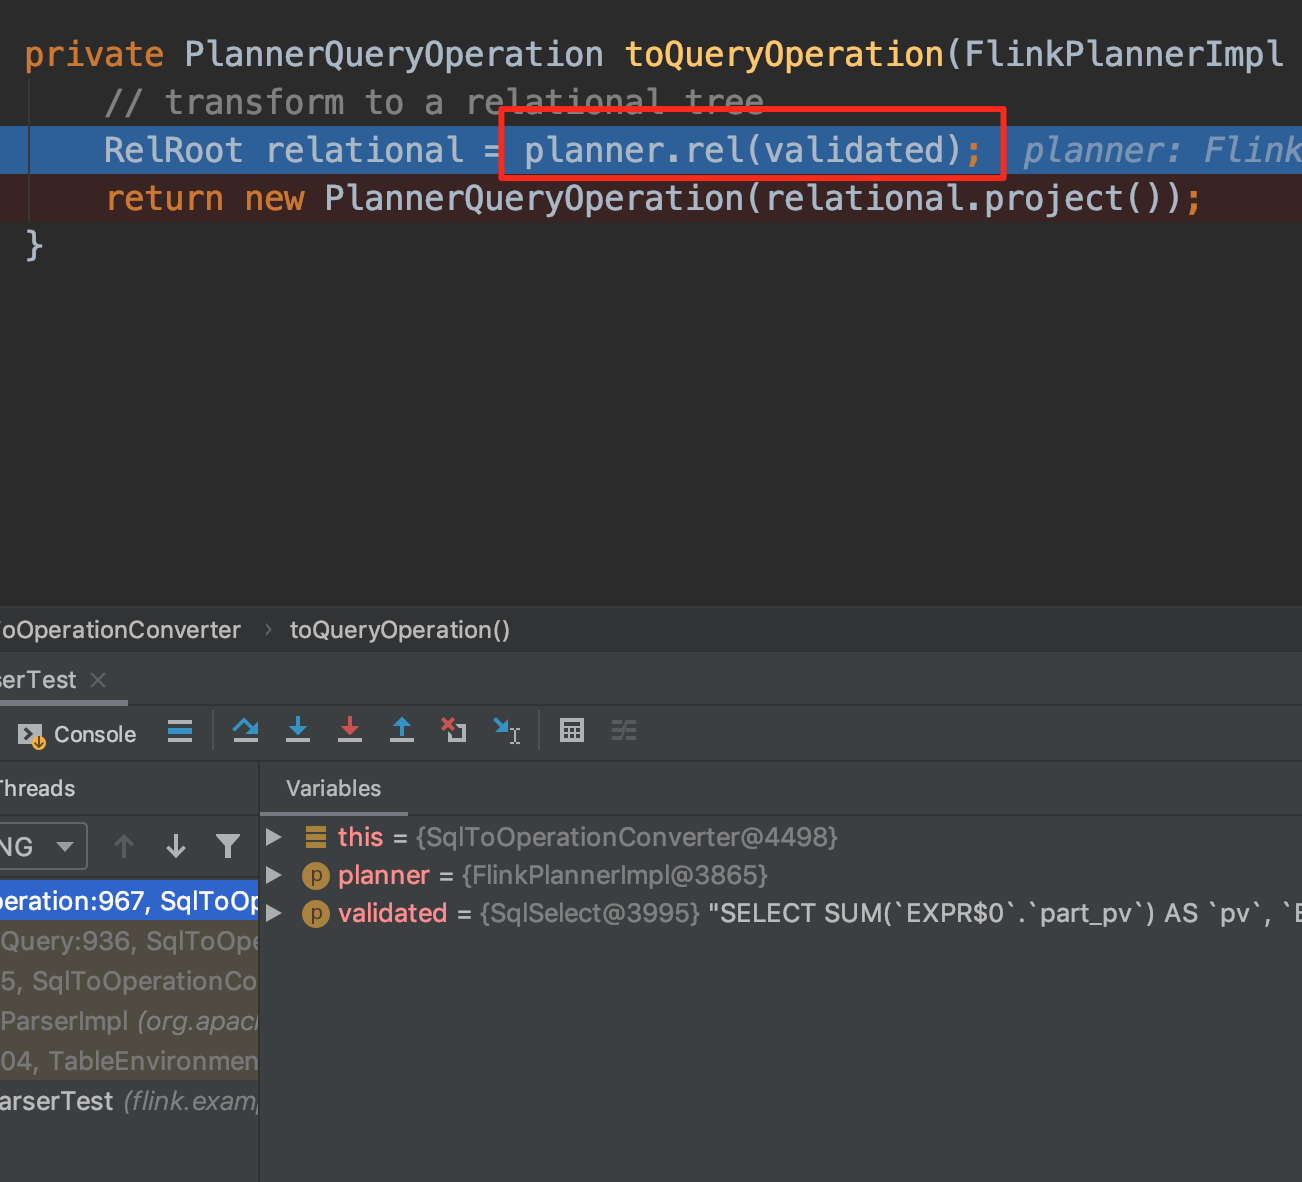 private PlannerQueryOperation toQueryOperation(FlinkPlannerImpl
// transform to a relational tree
RelRoot relational = planner.rel(validated); planner: Flink
return new PlannerQueryOperation(relational.project());
}
oOperationConverter › toQueryOperation()
serTest ×
Console
Threads
Variables
NG
this = {SqlToOperationConverter@4498}
planner = {FlinkPlannerImpl@3865}
validated = {SqlSelect@3995} "SELECT SUM(`EXPR$0`.`part_pv`) AS `pv`, `E
peration:967, SqlToOp
Query:936, SqlToOpe
5, SqlToOperationCo
ParserImpl (org.apac
04, TableEnvironmen
arserTest (flink.exam